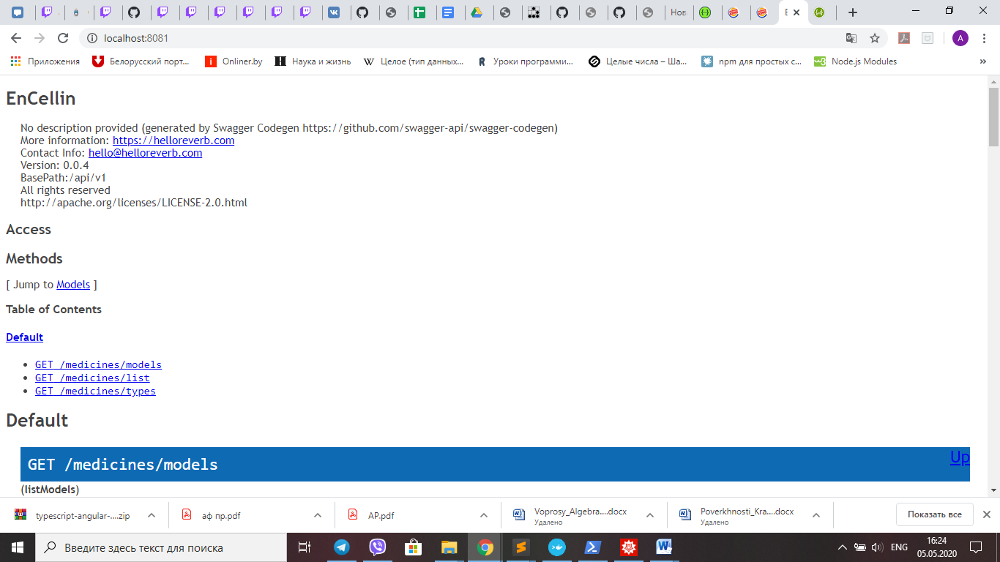 Нов
E
localhost:8081
A
Приложения
Белорусский порт...
Onliner.by
Наука и жизнь
Целое (тип данных...
Уроки программи...
Целые числа – Ша...
npm для простых с...
Node.js Modules
»
EnCellin
No description provided (generated by Swagger Codegen https://github.com/swagger-api/swagger-codegen)
More information: https://helloreverb.com
Contact Info: hello@helloreverb.com
Version: 0.0.4
BasePath:/api/v1
All rights reserved
http://apache.org/licenses/LICENSE-2.0.html
Access
Methods
[ Jump to Models ]
Table of Contents
Default
• GET /medicines/models
• GET /medicines/list
• GET /medicines/types
Default
GET /medicines/models
Up
(listModels)
typescript-angular-....zip
аф пр.pdf
AP.pdf
Voprosy_Algebra....docx
Удалено
Poverkhnosti_Kra....docx
Удалено
Показать все
Введите здесь текст для поиска
ENG
16:24
05.05.2020